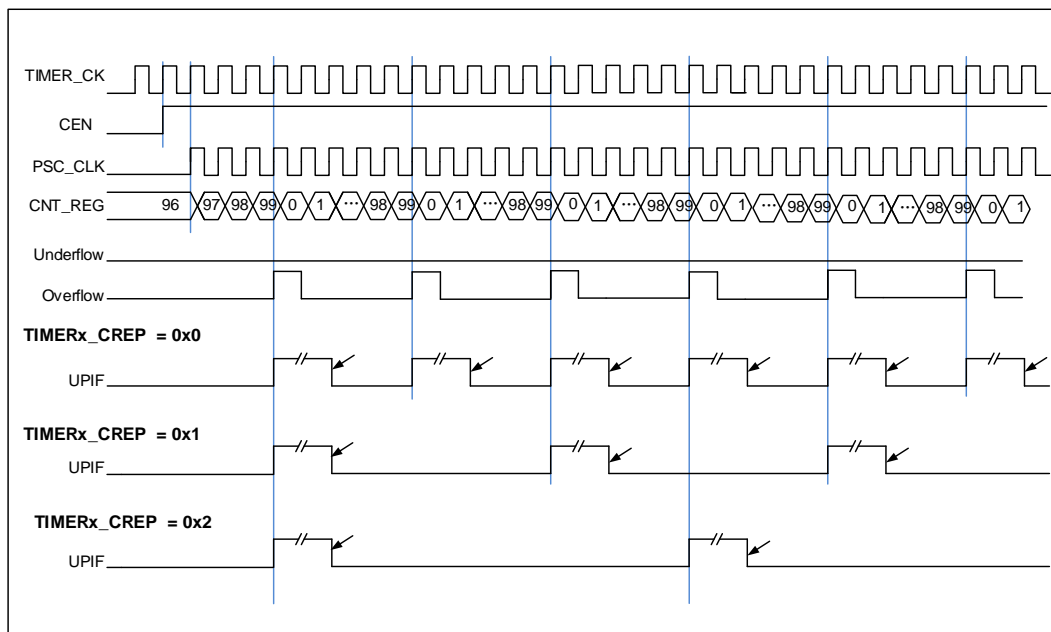 TIMER_CK
CEN
PSC_CLK
CNT_REG 96 97 98 99 0 1 ... 98 99 0 1 ... 98 99 0 1 ... 98 99 0 1 ... 98 99 0 1 ... 98 99 0 1
Underflow
Overflow
TIMERx_CREP = 0x0
UPIF
TIMERx_CREP = 0x1
UPIF
TIMERx_CREP = 0x2
UPIF